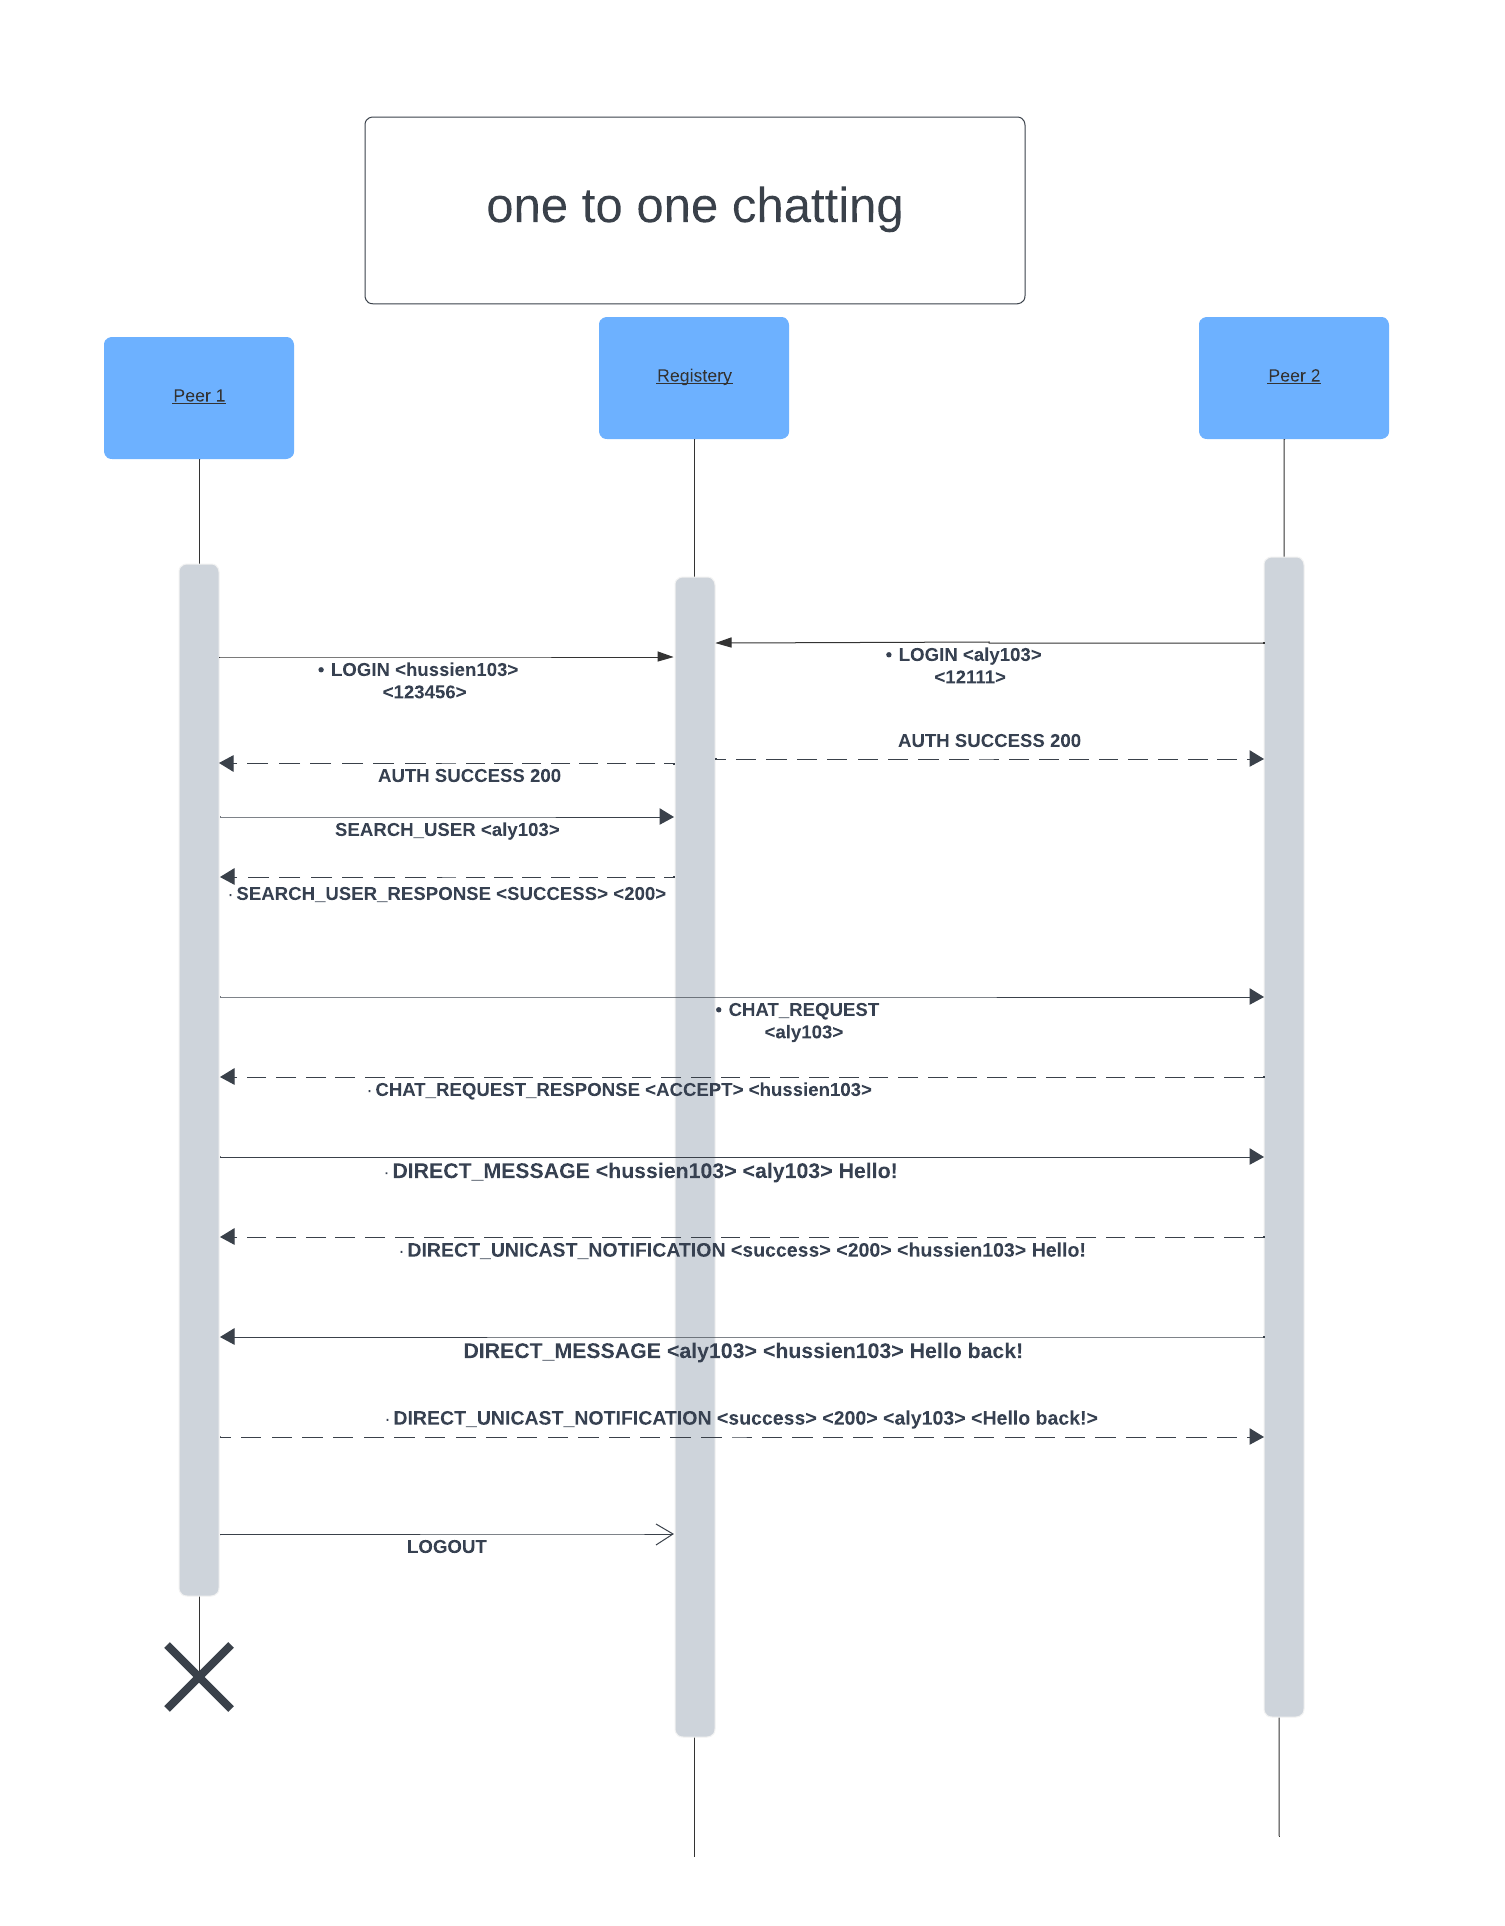 one to one chatting
Peer 1
Registery
Peer 2
• LOGIN <hussien103>
<123456>
• LOGIN <aly103>
<12111>
AUTH SUCCESS 200
AUTH SUCCESS 200
SEARCH_USER <aly103>
· SEARCH_USER_RESPONSE <SUCCESS> <200>
• CHAT_REQUEST
<aly103>
· CHAT_REQUEST_RESPONSE <ACCEPT> <hussien103>
· DIRECT_MESSAGE <hussien103> <aly103> Hello!
· DIRECT_UNICAST_NOTIFICATION <success> <200> <hussien103> Hello!
DIRECT_MESSAGE <aly103> <hussien103> Hello back!
· DIRECT_UNICAST_NOTIFICATION <success> <200> <aly103> <Hello back!>
LOGOUT